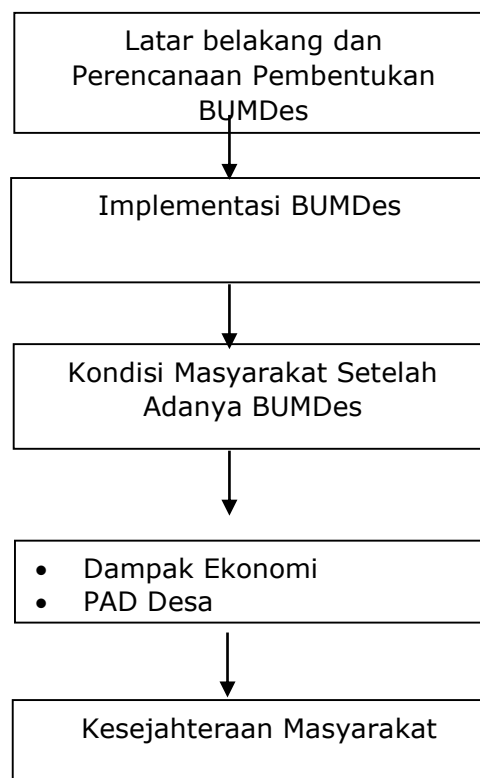 Latar belakang dan
Perencanaan Pembentukan
BUMDes
Implementasi BUMDes
Kondisi Masyarakat Setelah
Adanya BUMDes
• Dampak Ekonomi
• PAD Desa
Kesejahteraan Masyarakat